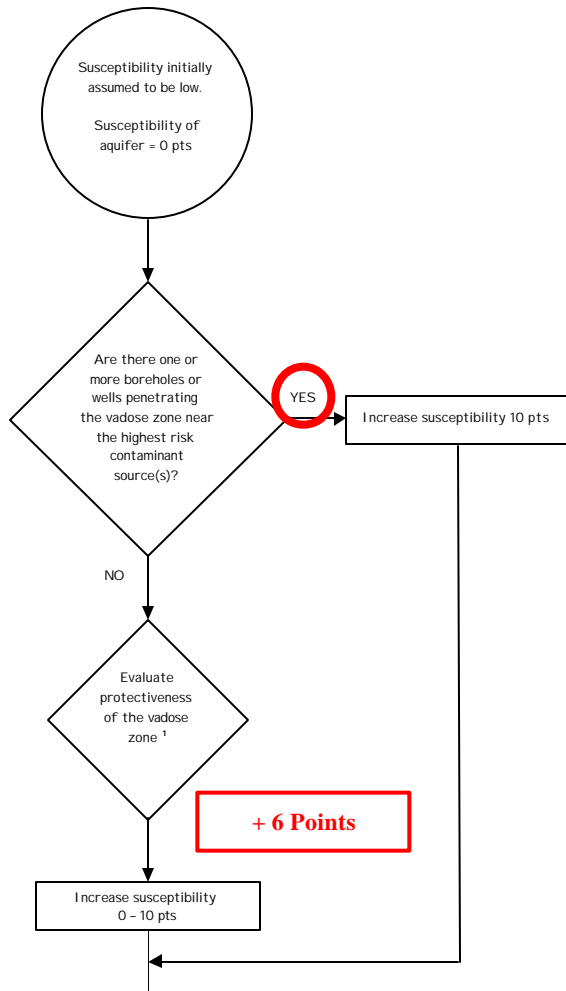 Susceptibility initially
assumed to be low.
Susceptibility of
aquifer = 0 pts
Are there one or
more boreholes or
wells penetrating
the vadose zone near
the highest risk
contaminant
source(s)?
YES
Increase susceptibility 10 pts
NO
Evaluate
protectiveness
of the vadose
zone ¹
+ 6 Points
Increase susceptibility
0 – 10 pts